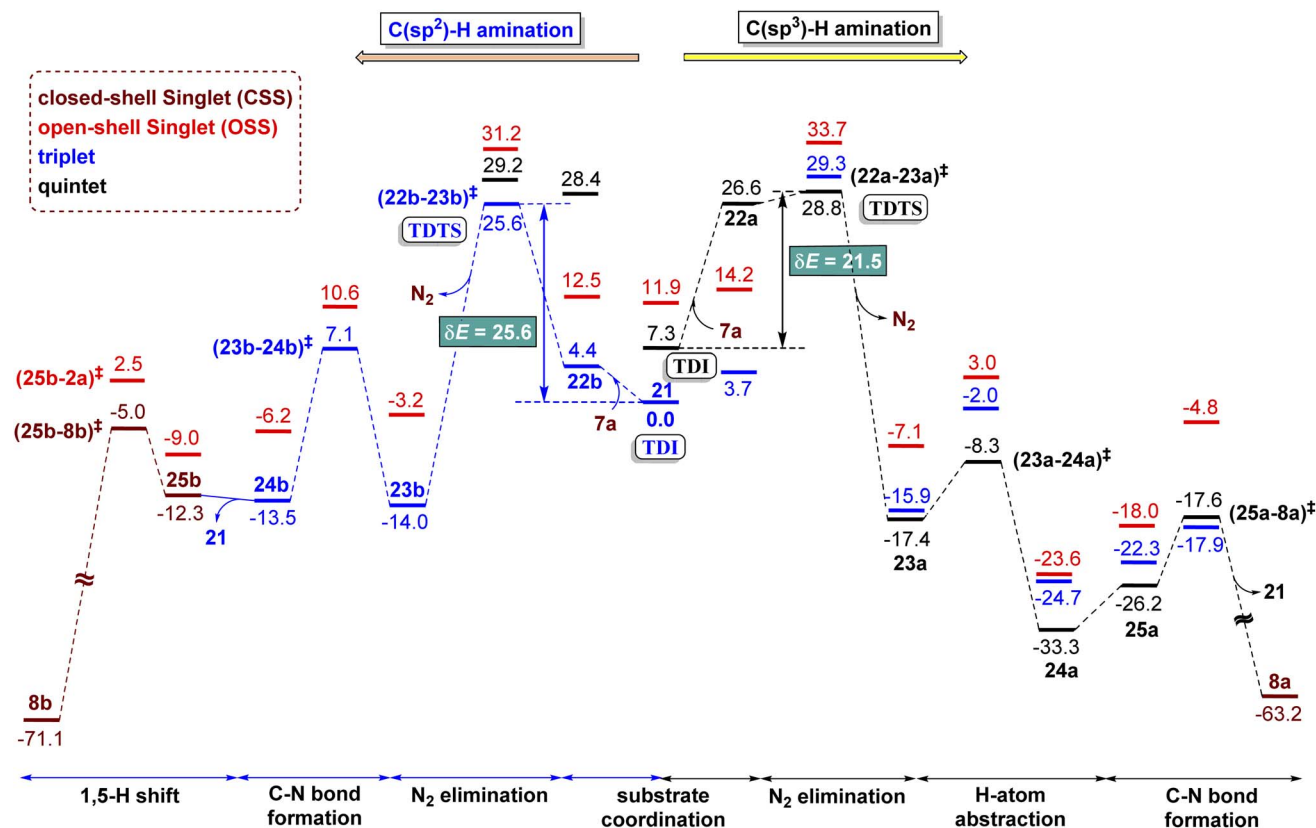 C(sp²)-H amination
C(sp³)-H amination
closed-shell Singlet (CSS)
open-shell Singlet (OSS)
triplet
quintet
31.2
29.2
(22b-23b)‡
TDTS
25.6
28.4
26.6
22a
33.7
29.3
(22a-23a)‡
28.8
TDTS
δE = 21.5
N₂
δE = 25.6
12.5
11.9
14.2
7a
N₂
10.6
7.1
(23b-24b)‡
4.4
22b
7.3
TDI
3.7
21
0.0
TDI
7a
2.5
(25b-2a)‡
-5.0
(25b-8b)‡
-9.0
25b
-12.3
21
-6.2
24b
-13.5
-3.2
23b
-14.0
3.0
-2.0
-8.3
(23a-24a)‡
-7.1
-15.9
-17.4
23a
-4.8
-17.6
(25a-8a)‡
-17.9
-18.0
-22.3
-26.2
25a
-23.6
-24.7
-33.3
24a
21
8b
-71.1
8a
-63.2
1,5-H shift
C-N bond
formation
N₂ elimination
substrate
coordination
N₂ elimination
H-atom
abstraction
C-N bond
formation